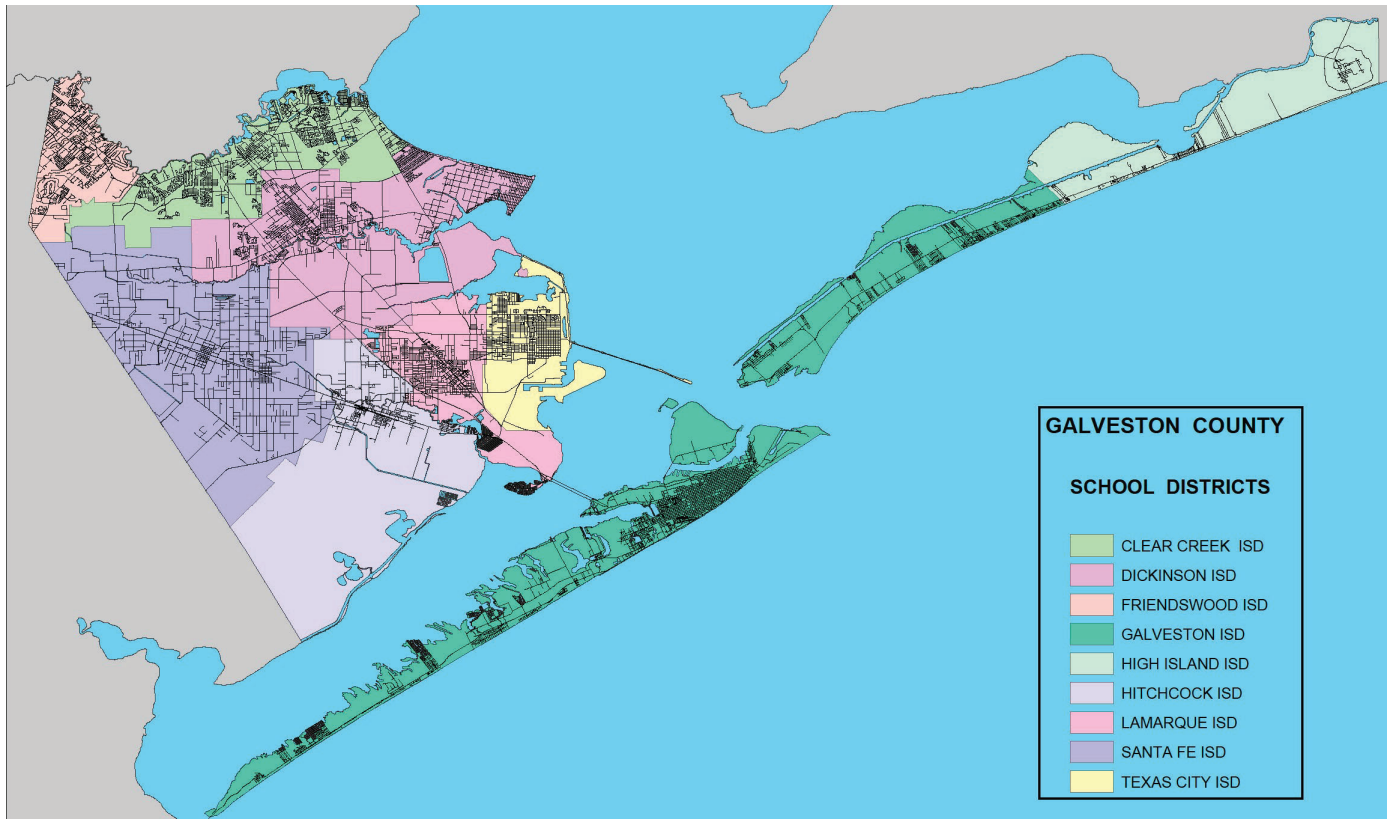 GALVESTON COUNTY
SCHOOL DISTRICTS
CLEAR CREEK ISD
DICKINSON ISD
FRIENDSWOOD ISD
GALVESTON ISD
HIGH ISLAND ISD
HITCHCOCK ISD
LAMARQUE ISD
SANTA FE ISD
TEXAS CITY ISD